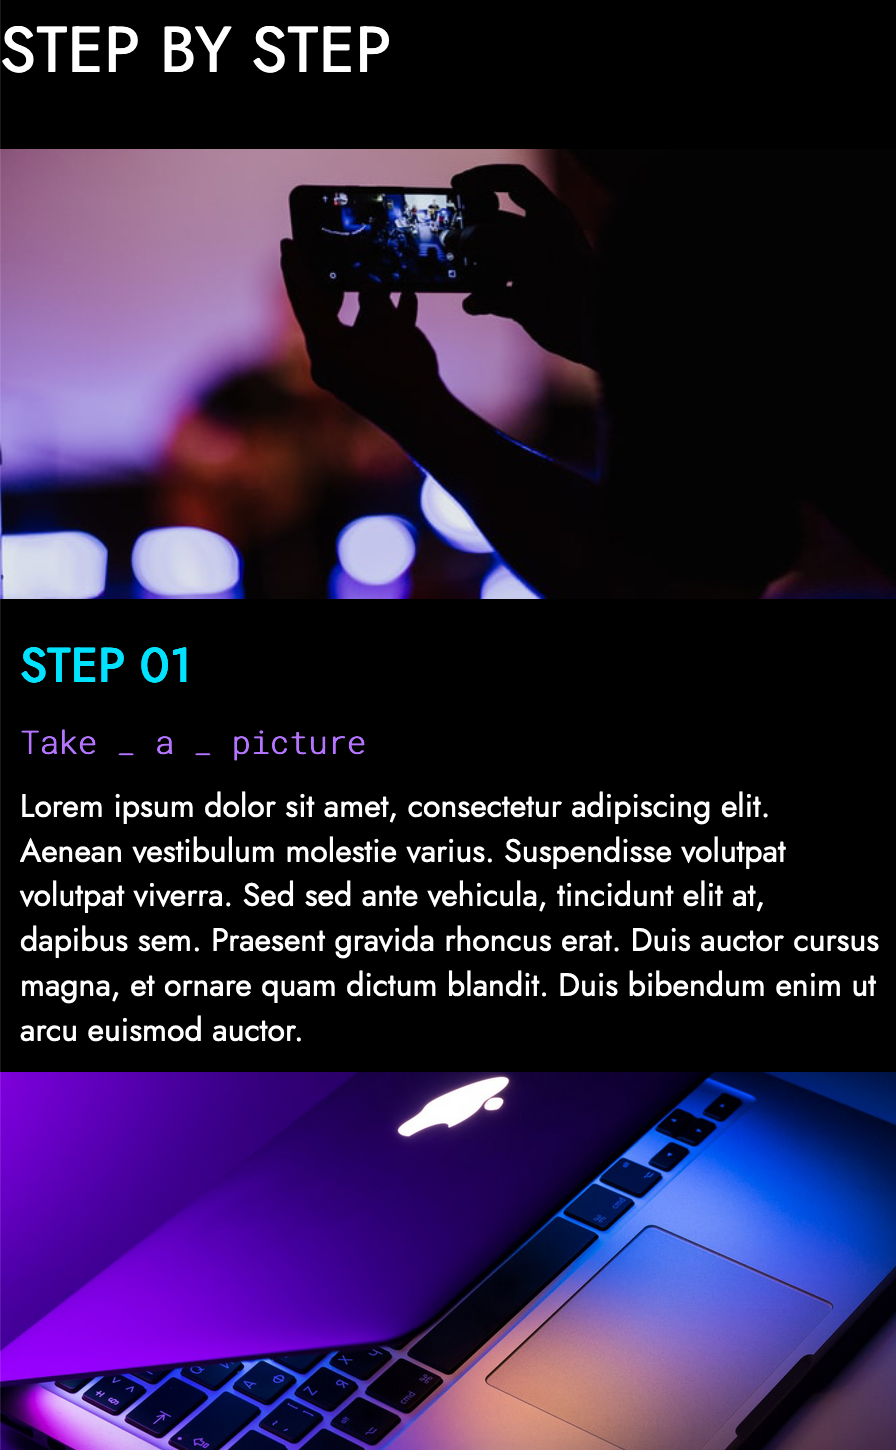 STEP BY STEP
STEP 01
Take _ a _ picture
Lorem ipsum dolor sit amet, consectetur adipiscing elit.
Aenean vestibulum molestie varius. Suspendisse volutpat
volutpat viverra. Sed sed ante vehicula, tincidunt elit at,
dapibus sem. Praesent gravida rhoncus erat. Duis auctor cursus
magna, et ornare quam dictum blandit. Duis bibendum enim ut
arcu euismod auctor.
cmd
cmd